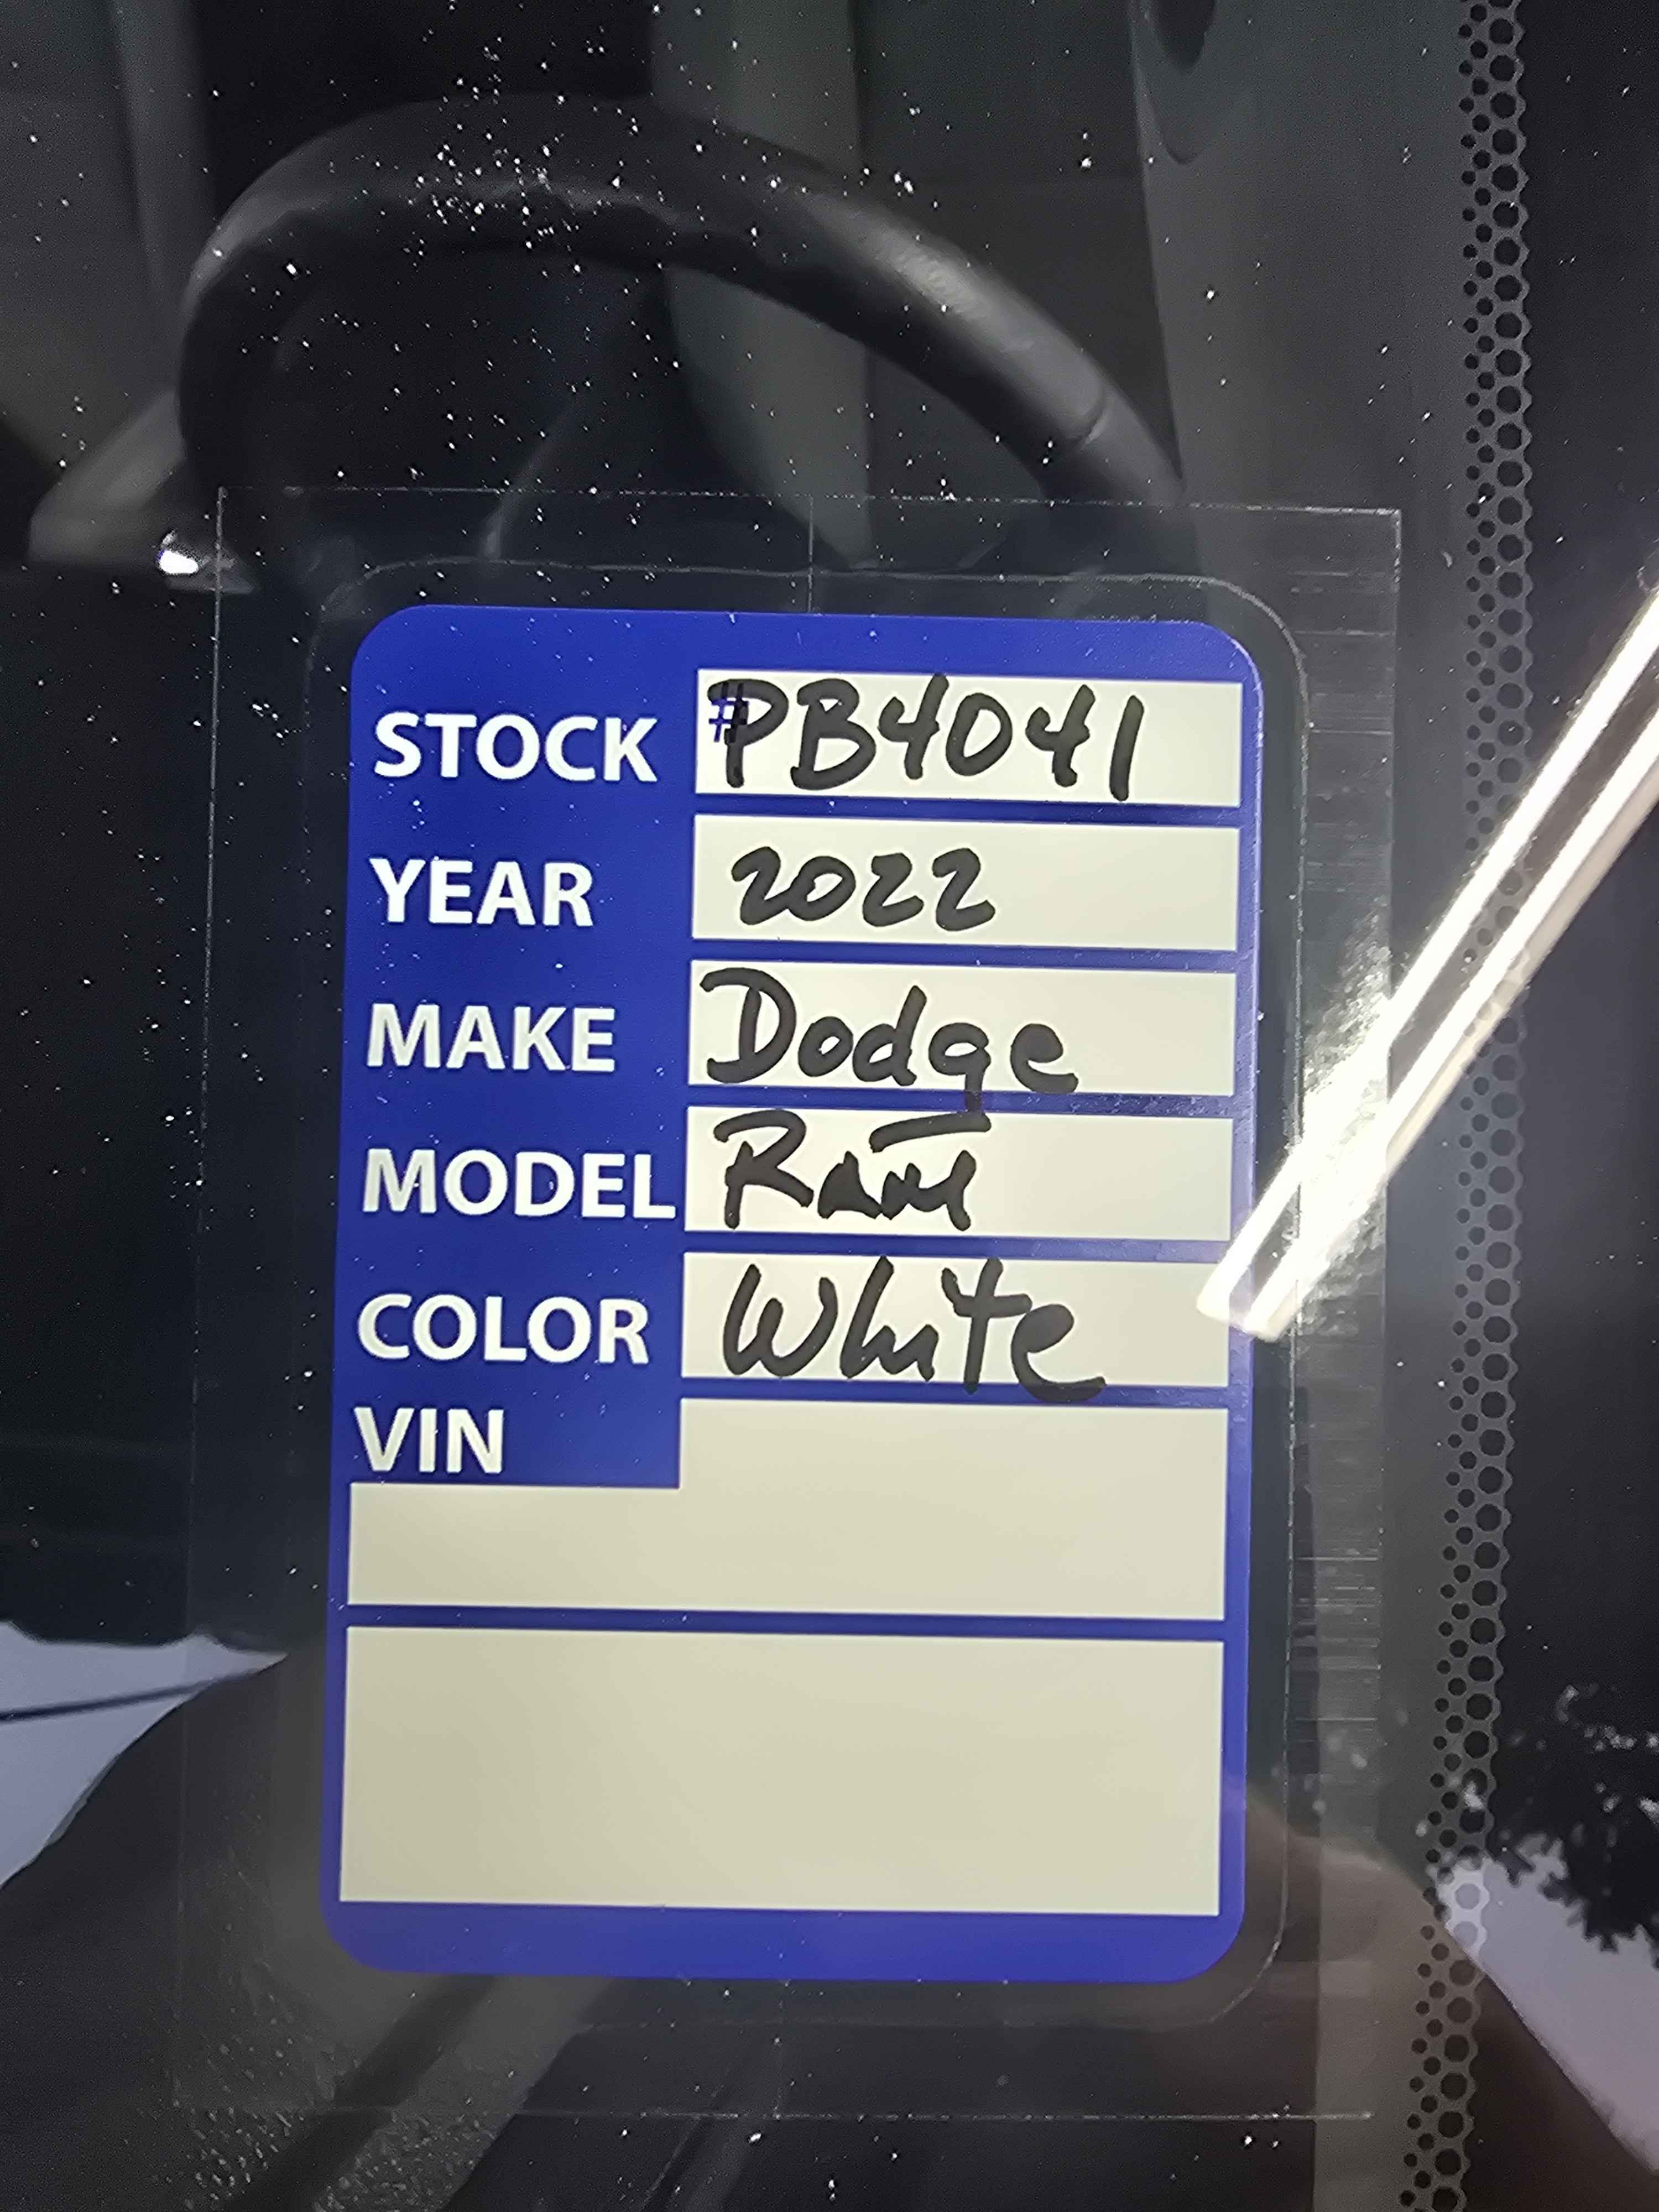 STOCK #PB4041
YEAR 2022
MAKE Dodge
MODEL Ram
COLOR White
VIN